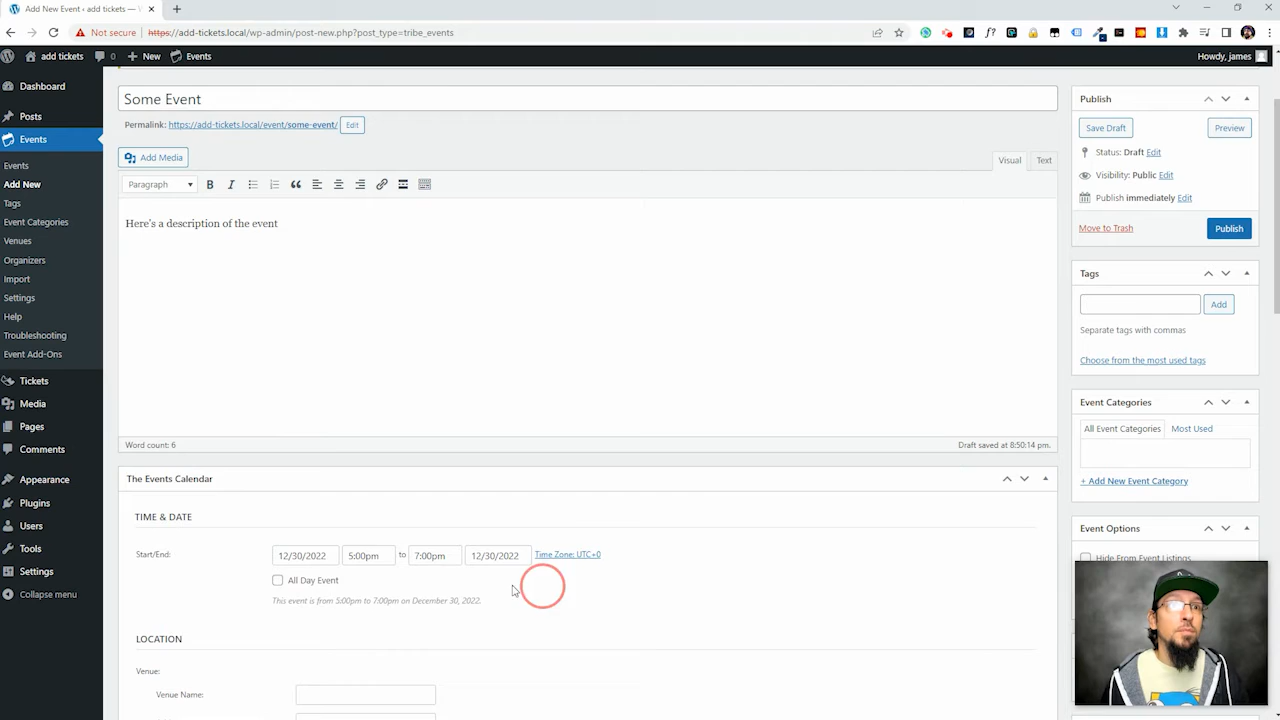 Add New Event ‹ add tickets — w
Not secure https://add-tickets.local/wp-admin/post-new.php?post_type=tribe_events
add tickets 0 New Events Howdy, james
Dashboard
Posts
Events
Events
Add New
Tags
Event Categories
Venues
Organizers
Import
Settings
Help
Troubleshooting
Event Add-Ons
Tickets
Media
Pages
Comments
Appearance
Plugins
Users
Tools
Settings
Collapse menu
Some Event
Permalink: https://add-tickets.local/event/some-event/ Edit
Add Media
Visual Text
Paragraph B I
Here's a description of the event
Word count: 6 Draft saved at 8:50:14 pm.
The Events Calendar
TIME & DATE
Start/End: 12/30/2022 5:00pm to 7:00pm 12/30/2022 Time Zone: UTC+0
All Day Event
This event is from 5:00pm to 7:00pm on December 30, 2022.
LOCATION
Venue:
Venue Name:
Publish
Save Draft Preview
Status: Draft Edit
Visibility: Public Edit
Publish immediately Edit
Move to Trash Publish
Tags
Add
Separate tags with commas
Choose from the most used tags
Event Categories
All Event Categories Most Used
+ Add New Event Category
Event Options
Hide From Event Listings